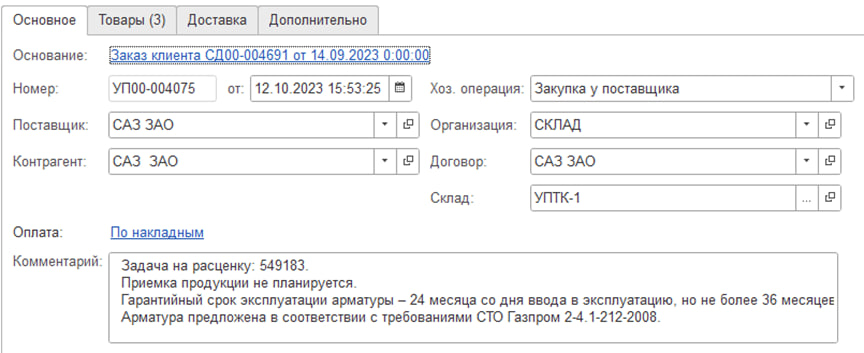 Основное Товары (3) Доставка Дополнительно
Основание: Заказ клиента СД00-004691 от 14.09.2023 0:00:00
Номер: УП00-004075 от: 12.10.2023 15:53:25 Хоз. операция: Закупка у поставщика
Поставщик: САЗ ЗАО Организация: СКЛАД
Контрагент: САЗ ЗАО Договор: САЗ ЗАО
Склад: УПТК-1 ...
Оплата: По накладным
Комментарий: Задача на расценку: 549183.
Приемка продукции не планируется.
Гарантийный срок эксплуатации арматуры – 24 месяца со дня ввода в эксплуатацию, но не более 36 месяцев
Арматура предложена в соответствии с требованиями СТО Газпром 2-4.1-212-2008.